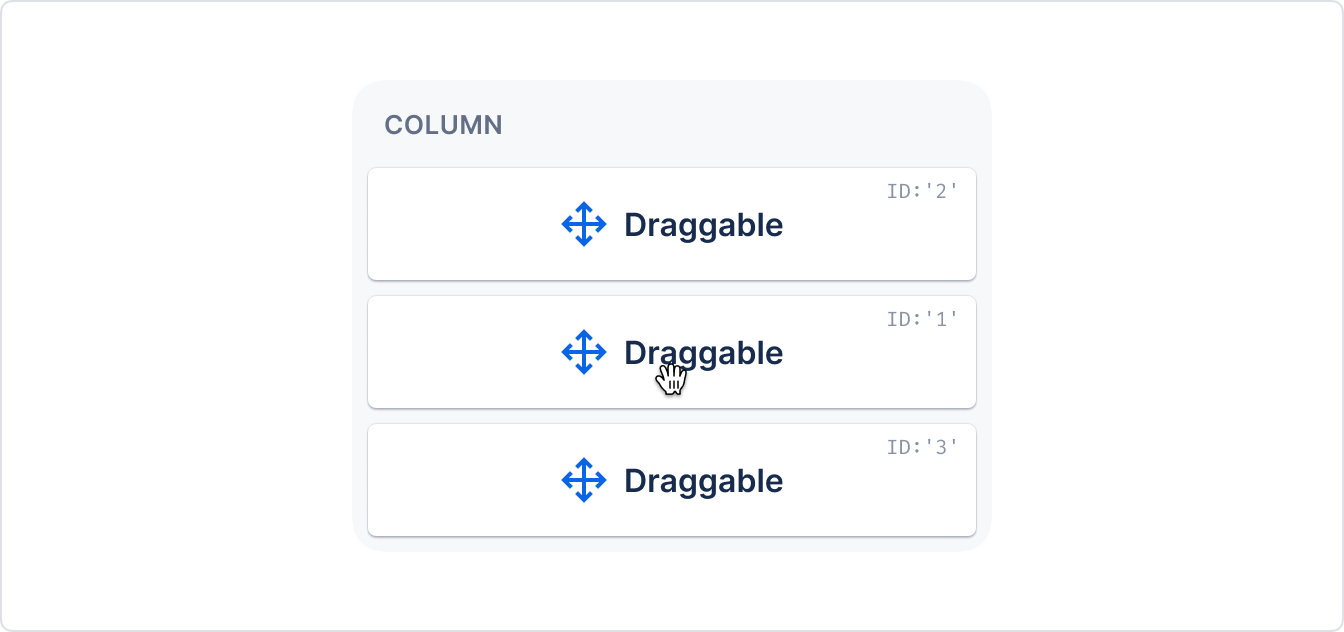 COLUMN
ID:'2'
Draggable
ID:'1'
Draggable
ID:'3'
Draggable